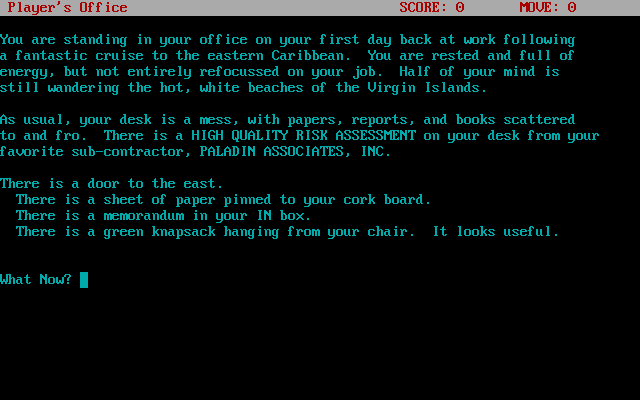 Player's Office SCORE: 0 MOVE: 0
You are standing in your office on your first day back at work following
a fantastic cruise to the eastern Caribbean. You are rested and full of
energy, but not entirely refocussed on your job. Half of your mind is
still wandering the hot, white beaches of the Virgin Islands.
As usual, your desk is a mess, with papers, reports, and books scattered
to and fro. There is a HIGH QUALITY RISK ASSESSMENT on your desk from your
favorite sub-contractor, PALADIN ASSOCIATES, INC.
There is a door to the east.
There is a sheet of paper pinned to your cork board.
There is a memorandum in your IN box.
There is a green knapsack hanging from your chair. It looks useful.
What Now?